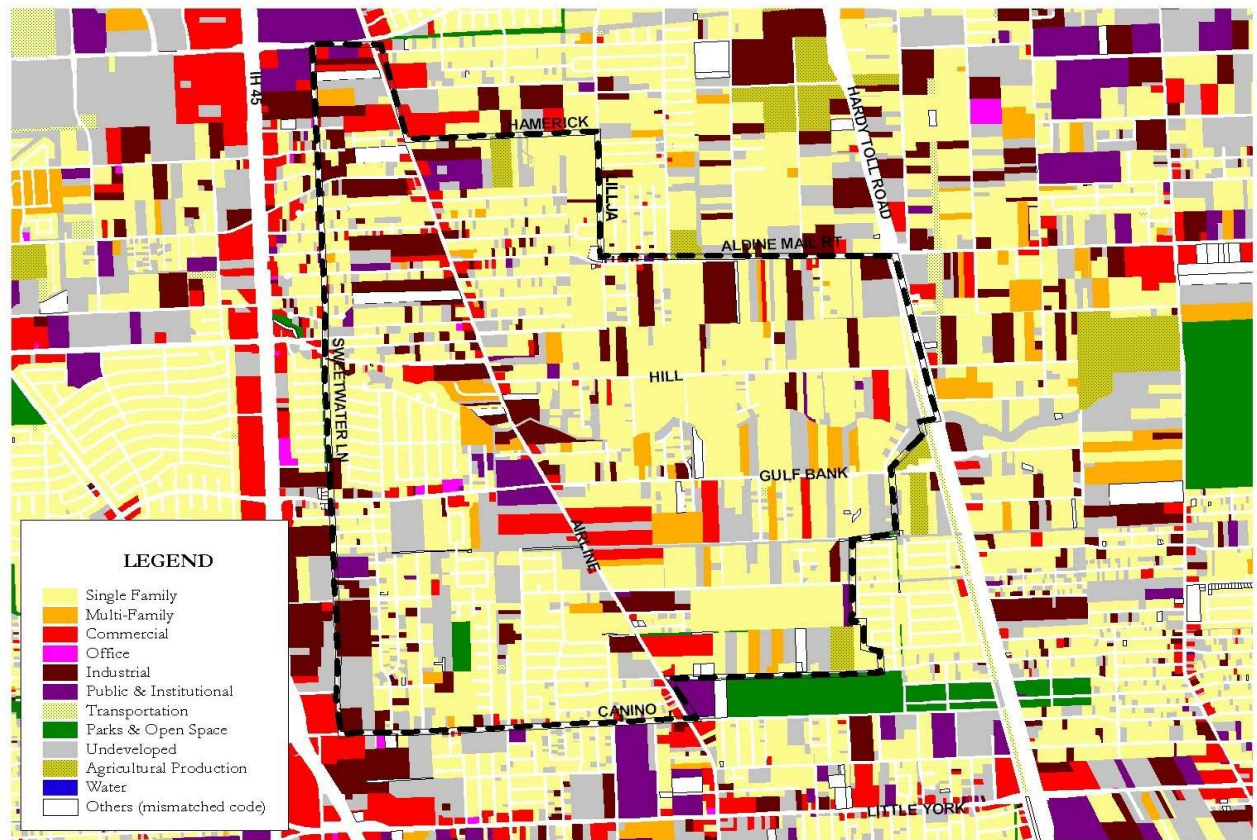 IH 45
HAMERICK
HARDY TOLL ROAD
LILJA
ALDINE MAIL RT
SWEETWATER LN
HILL
GULF BANK
AIRLINE
CANINO
LITTLE YORK
LEGEND
Single Family
Multi-Family
Commercial
Office
Industrial
Public & Institutional
Transportation
Parks & Open Space
Undeveloped
Agricultural Production
Water
Others (mismatched code)